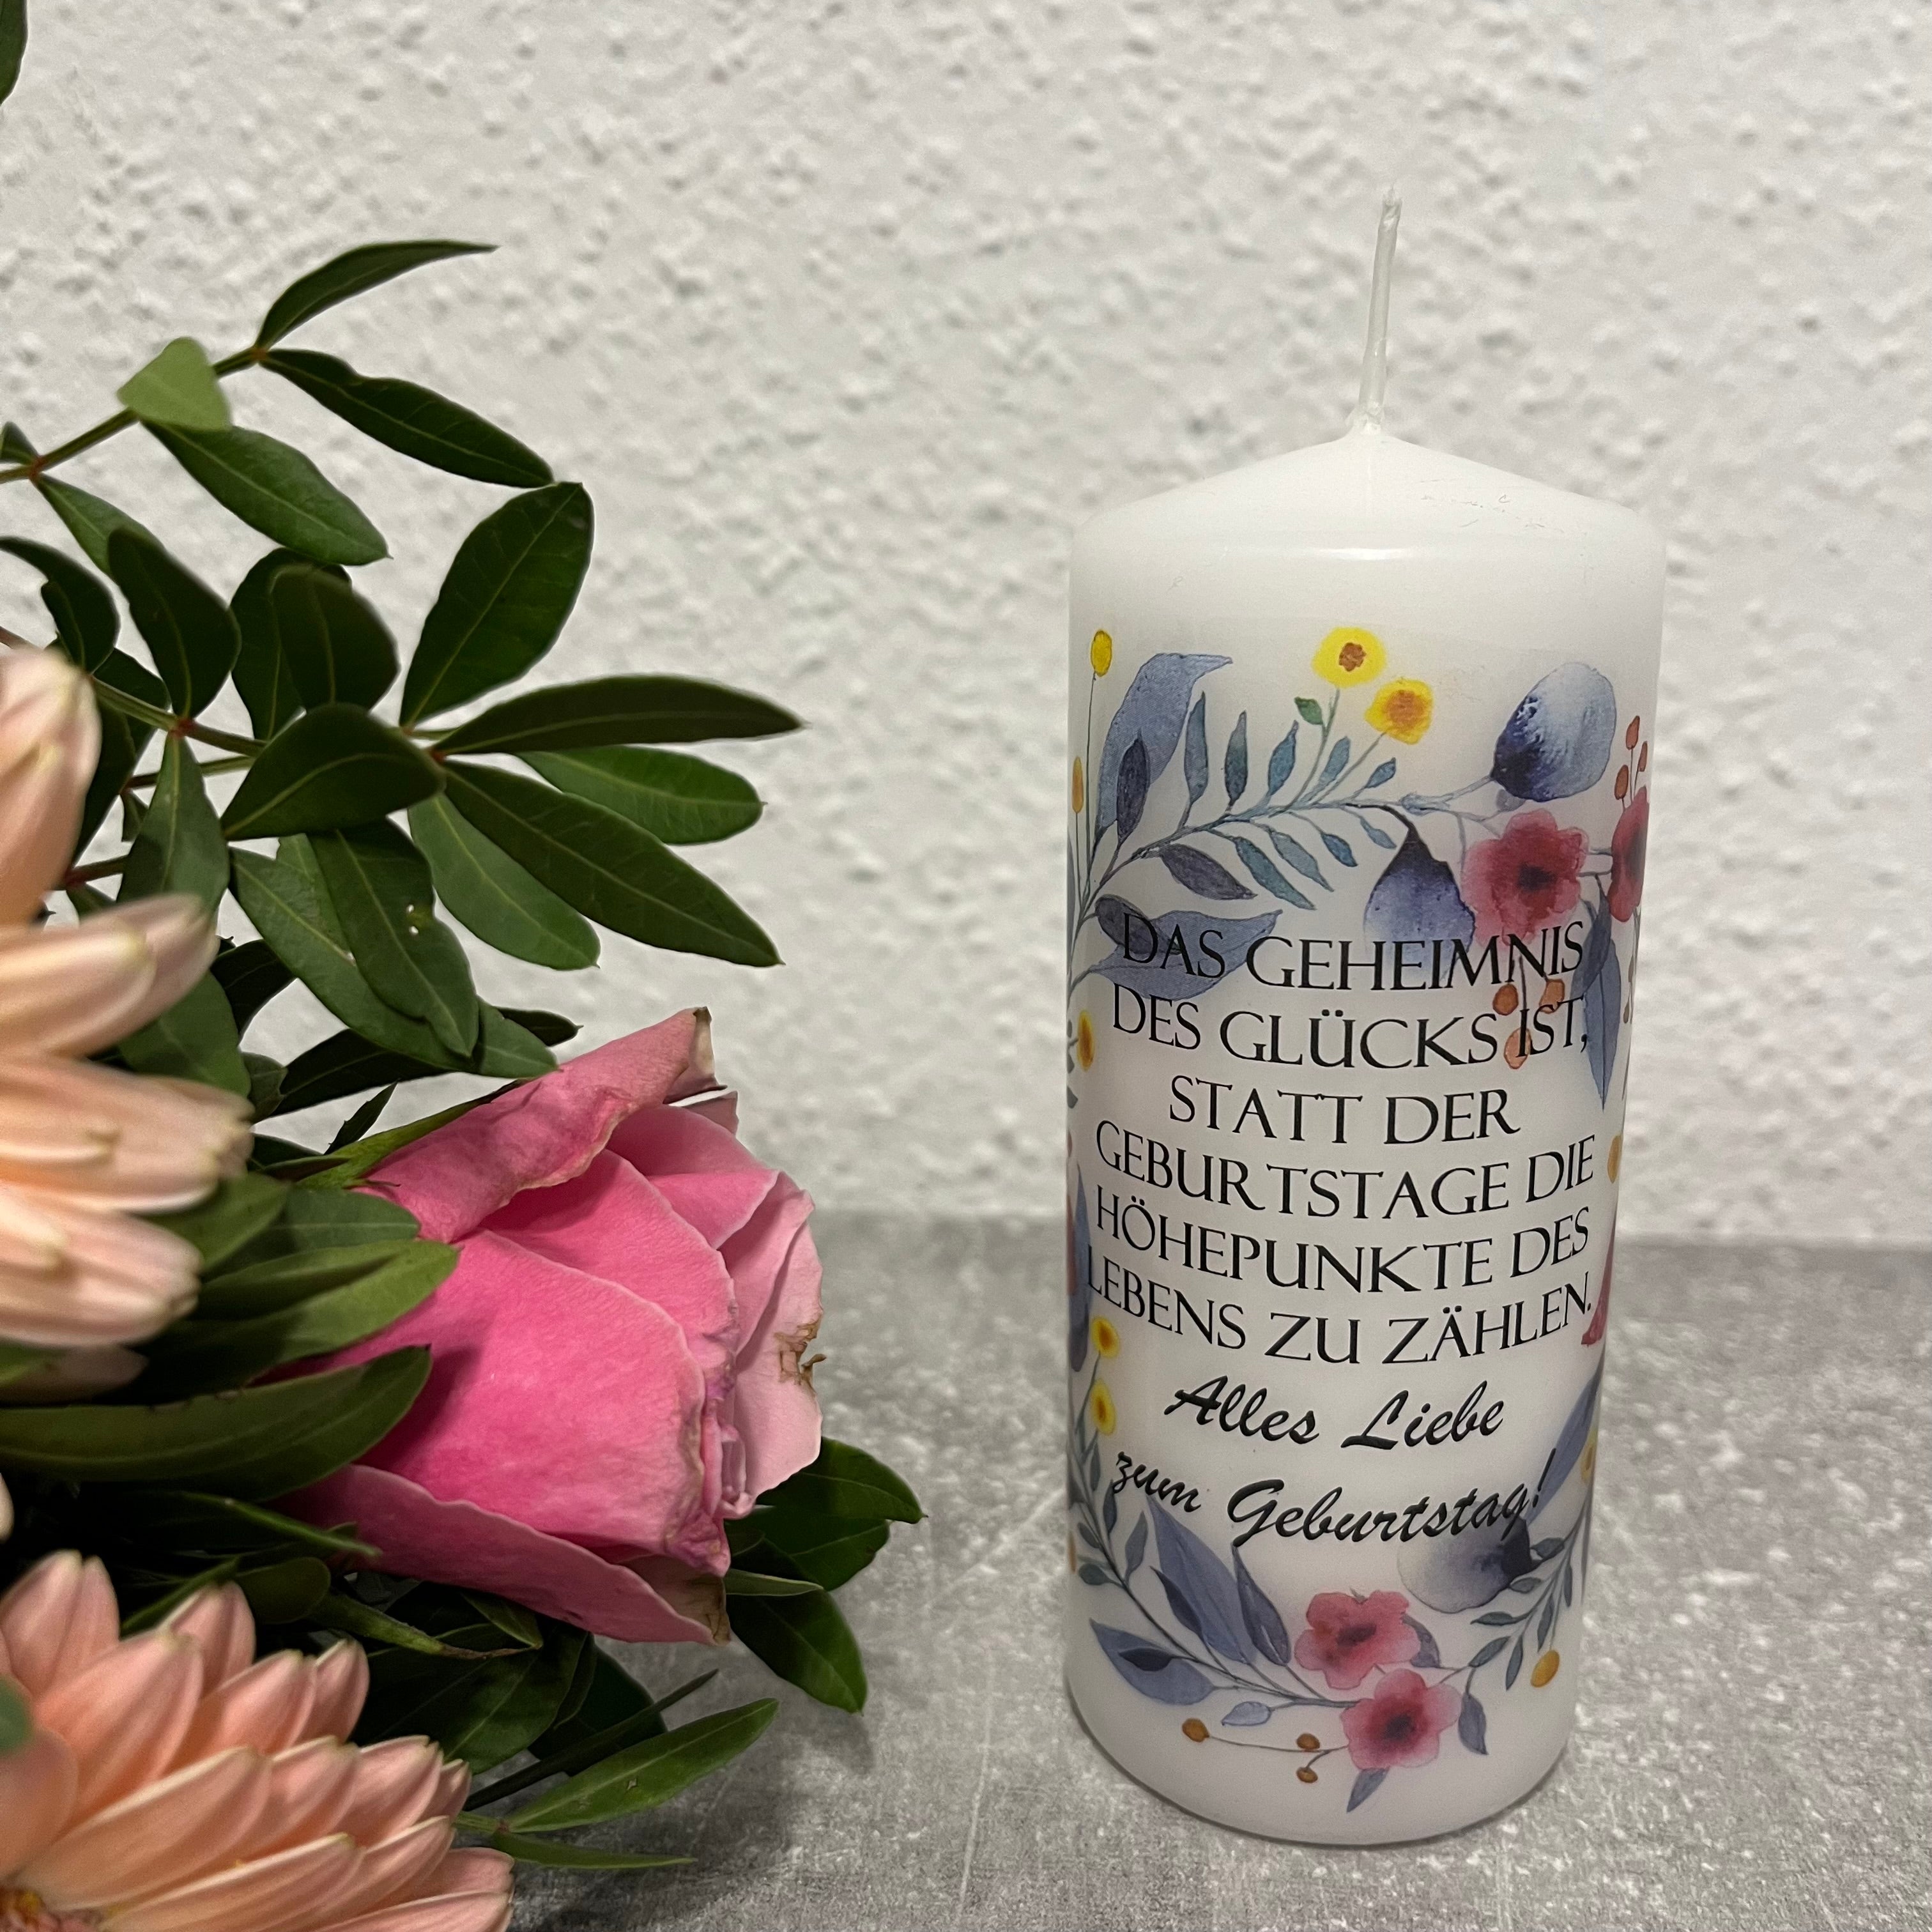 DAS GEHEIMNIS
DES GLÜCKS IST,
STATT DER
GEBURTSTAGE DIE
HÖHEPUNKTE DES
LEBENS ZU ZÄHLEN.
Alles Liebe
zum Geburtstag!